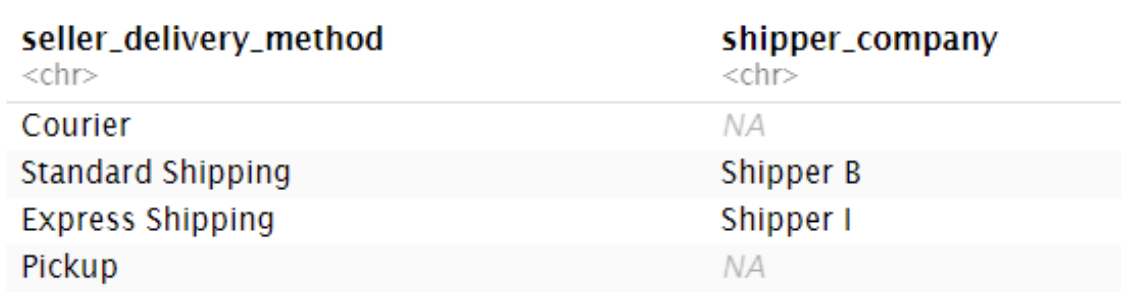 seller_delivery_method shipper_company
<chr> <chr>
Courier NA
Standard Shipping Shipper B
Express Shipping Shipper I
Pickup NA